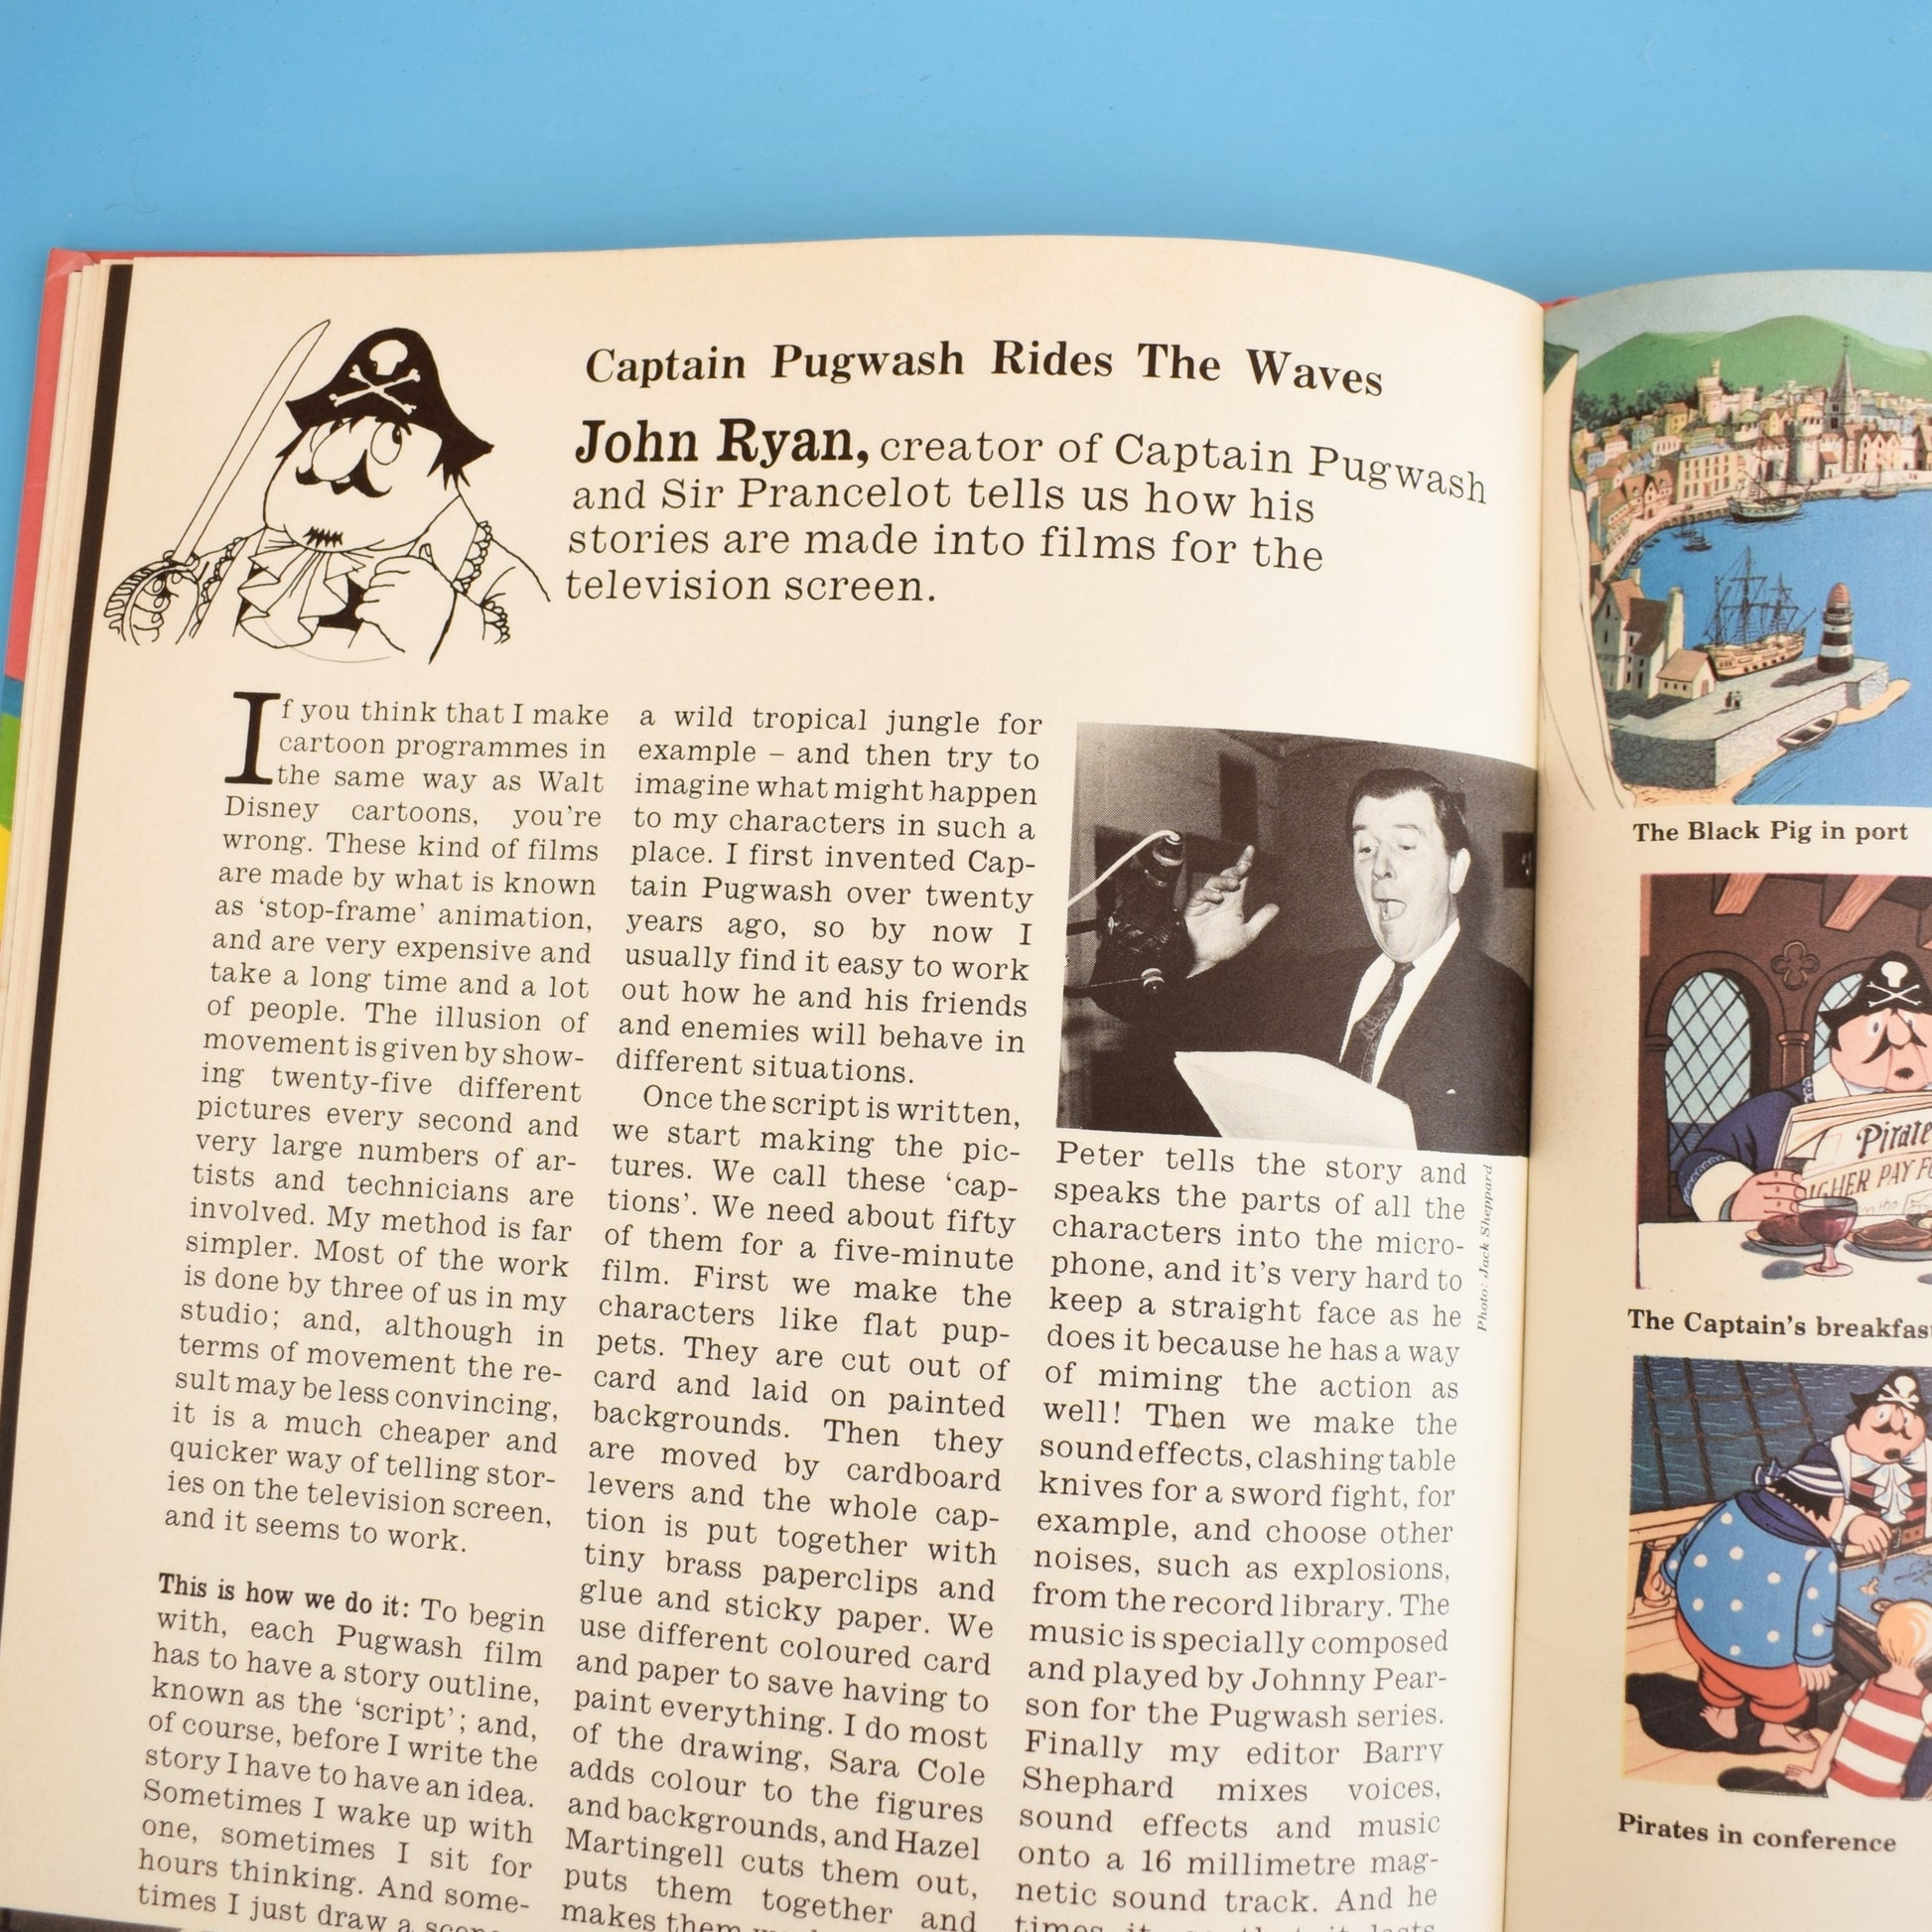 Captain Pugwash Rides The Waves
John Ryan, creator of Captain Pugwash
and Sir Prancelot tells us how his
stories are made into films for the
television screen.
If you think that I make
cartoon programmes in
the same way as Walt
Disney cartoons, you're
wrong. These kind of films
are made by what is known
as ‘stop-frame’ animation,
and are very expensive and
take a long time and a lot
of people. The illusion of
movement is given by show-
ing twenty-five different
pictures every second and
very large numbers of ar-
tists and technicians are
involved. My method is far
simpler. Most of the work
is done by three of us in my
studio; and, although in
terms of movement the re-
sult may be less convincing,
it is a much cheaper and
quicker way of telling stor-
ies on the television screen,
and it seems to work.
This is how we do it: To begin
with, each Pugwash film
has to have a story outline,
known as the ‘script’; and,
of course, before I write the
story I have to have an idea.
Sometimes I wake up with
one, sometimes I sit for
hours thinking. And some-
times I just draw a scene
a wild tropical jungle for
example – and then try to
imagine what might happen
to my characters in such a
place. I first invented Cap-
tain Pugwash over twenty
years ago, so by now I
usually find it easy to work
out how he and his friends
and enemies will behave in
different situations.
Once the script is written,
we start making the pic-
tures. We call these ‘cap-
tions’. We need about fifty
of them for a five-minute
film. First we make the
characters like flat pup-
pets. They are cut out of
card and laid on painted
backgrounds. Then they
are moved by cardboard
levers and the whole cap-
tion is put together with
tiny brass paperclips and
glue and sticky paper. We
use different coloured card
and paper to save having to
paint everything. I do most
of the drawing, Sara Cole
adds colour to the figures
and backgrounds, and Hazel
Martingell cuts them out,
puts them together and
makes them
Peter tells the story and
speaks the parts of all the
characters into the micro-
phone, and it's very hard to
keep a straight face as he
does it because he has a way
of miming the action as
well! Then we make the
sound effects, clashing table
knives for a sword fight, for
example, and choose other
noises, such as explosions,
from the record library. The
music is specially composed
and played by Johnny Pear-
son for the Pugwash series.
Finally my editor Barry
Shephard mixes voices,
sound effects and music
onto a 16 millimetre mag-
netic sound track. And he
times it so that it lasts
Photo: Jack Sheppard
The Black Pig in port
Pirate
IGHER PAY FO
The Captain's breakfas
Pirates in conference